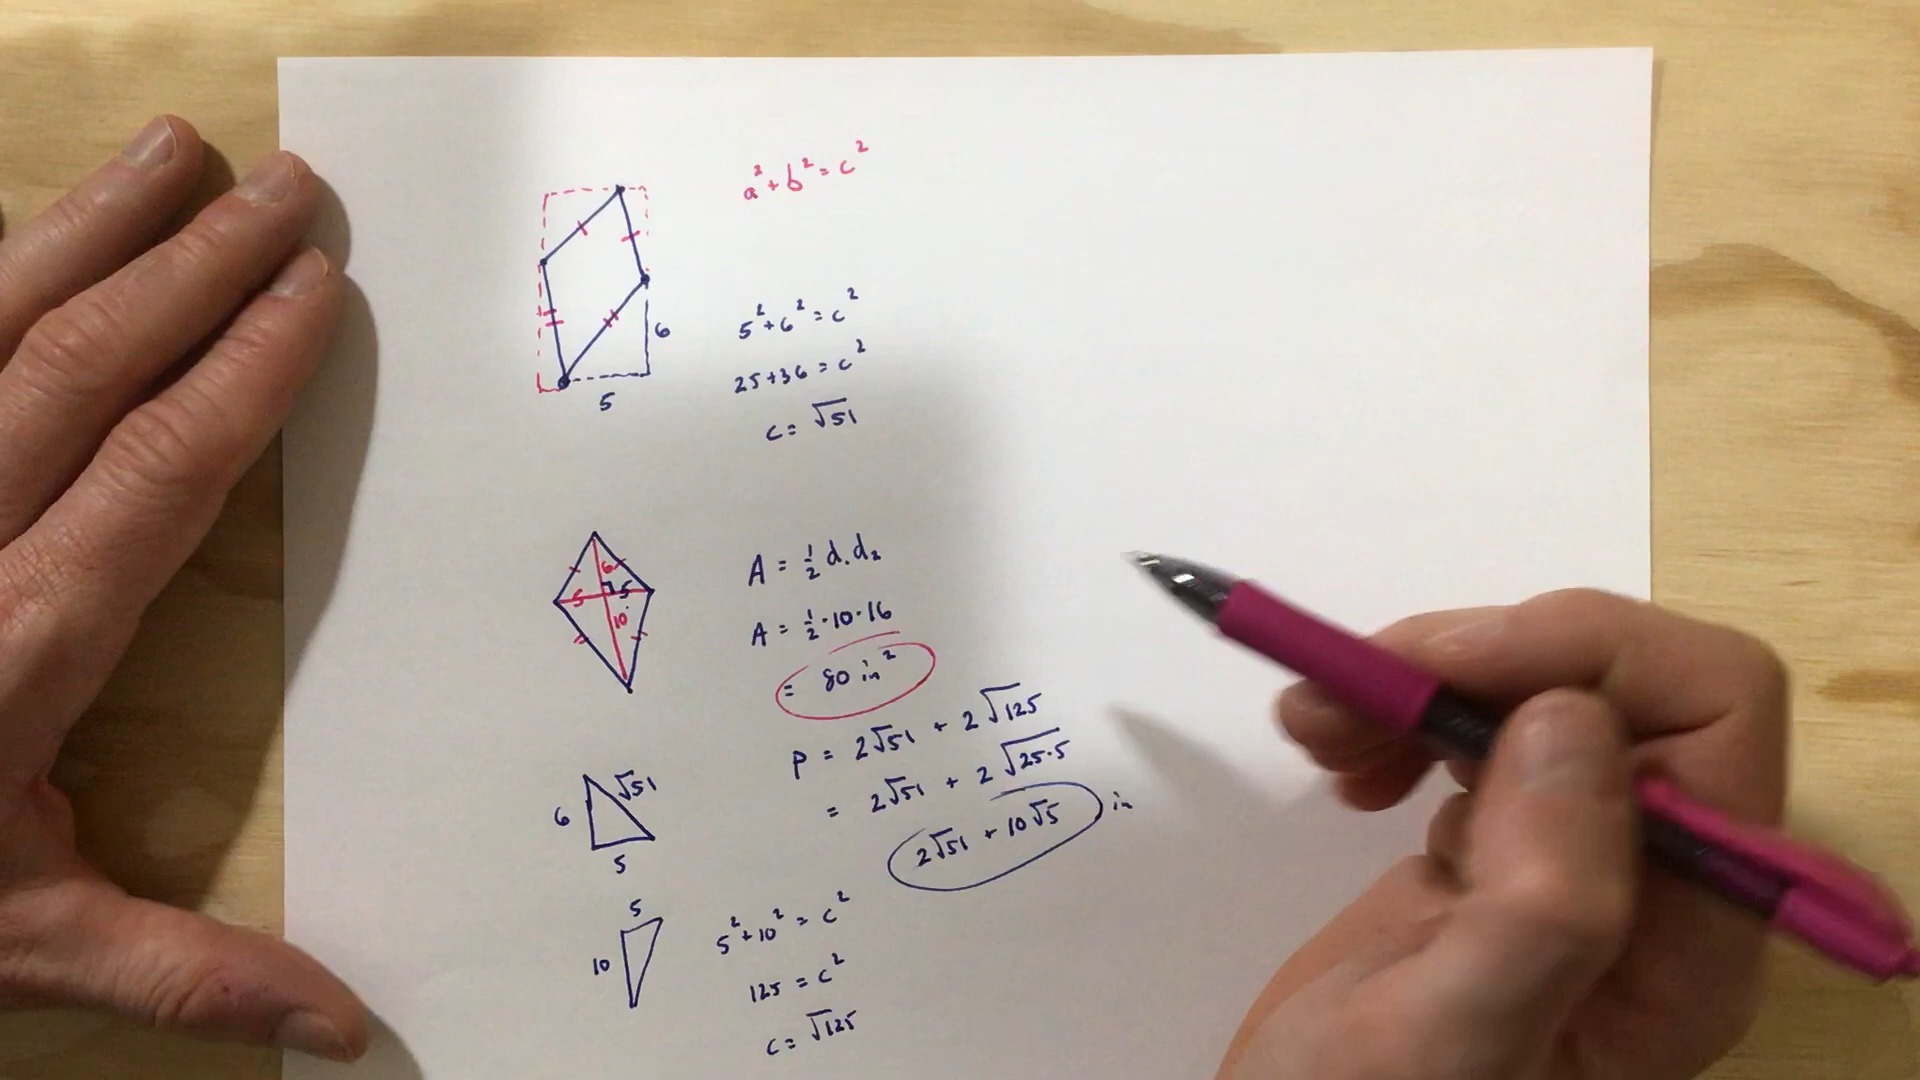 a² + b² = c²
6
5
5² + 6² = c²
25 + 36 = c²
c = √51
6
5 5
10
A = ½ d₁ d₂
A = ½ · 10 · 16
= 80 in²
P = 2√51 + 2√125
= 2√51 + 2√25·5
2√51 + 10√5 in
6 √51
5
5
10
5² + 10² = c²
125 = c²
c = √125